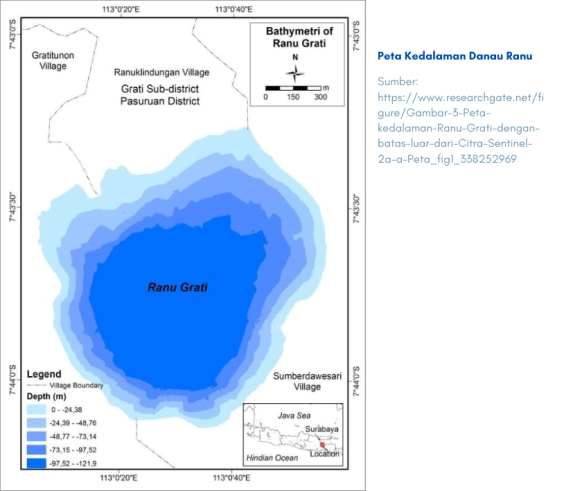 113°0'20"E
113°0'40"E
7°43'0"S
7°43'0"S
Bathymetri of
Ranu Grati
N
m
0 150 300
Gratitunon
Village
Ranuklindungan Village
Grati Sub-district
Pasuruan District
7°43'30"
7°43'30"
Ranu Grati
7°44'0"S
7°44'0"S
Sumberdawesari
Village
Legend
Village Boundary
Depth (m)
0 - -24,38
-24,39 - -48,76
-48,77 - -73,14
-73,15 - -97,52
-97,52 - -121,9
Java Sea
Surabaya
Location
Hindian Ocean
113°0'20"E
113°0'40"E
Peta Kedalaman Danau Ranu
Sumber:
https://www.researchgate.net/fi
gure/Gambar-3-Peta-
kedalaman-Ranu-Grati-dengan-
batas-luar-dari-Citra-Sentinel-
2a-a-Peta_fig1_338252969